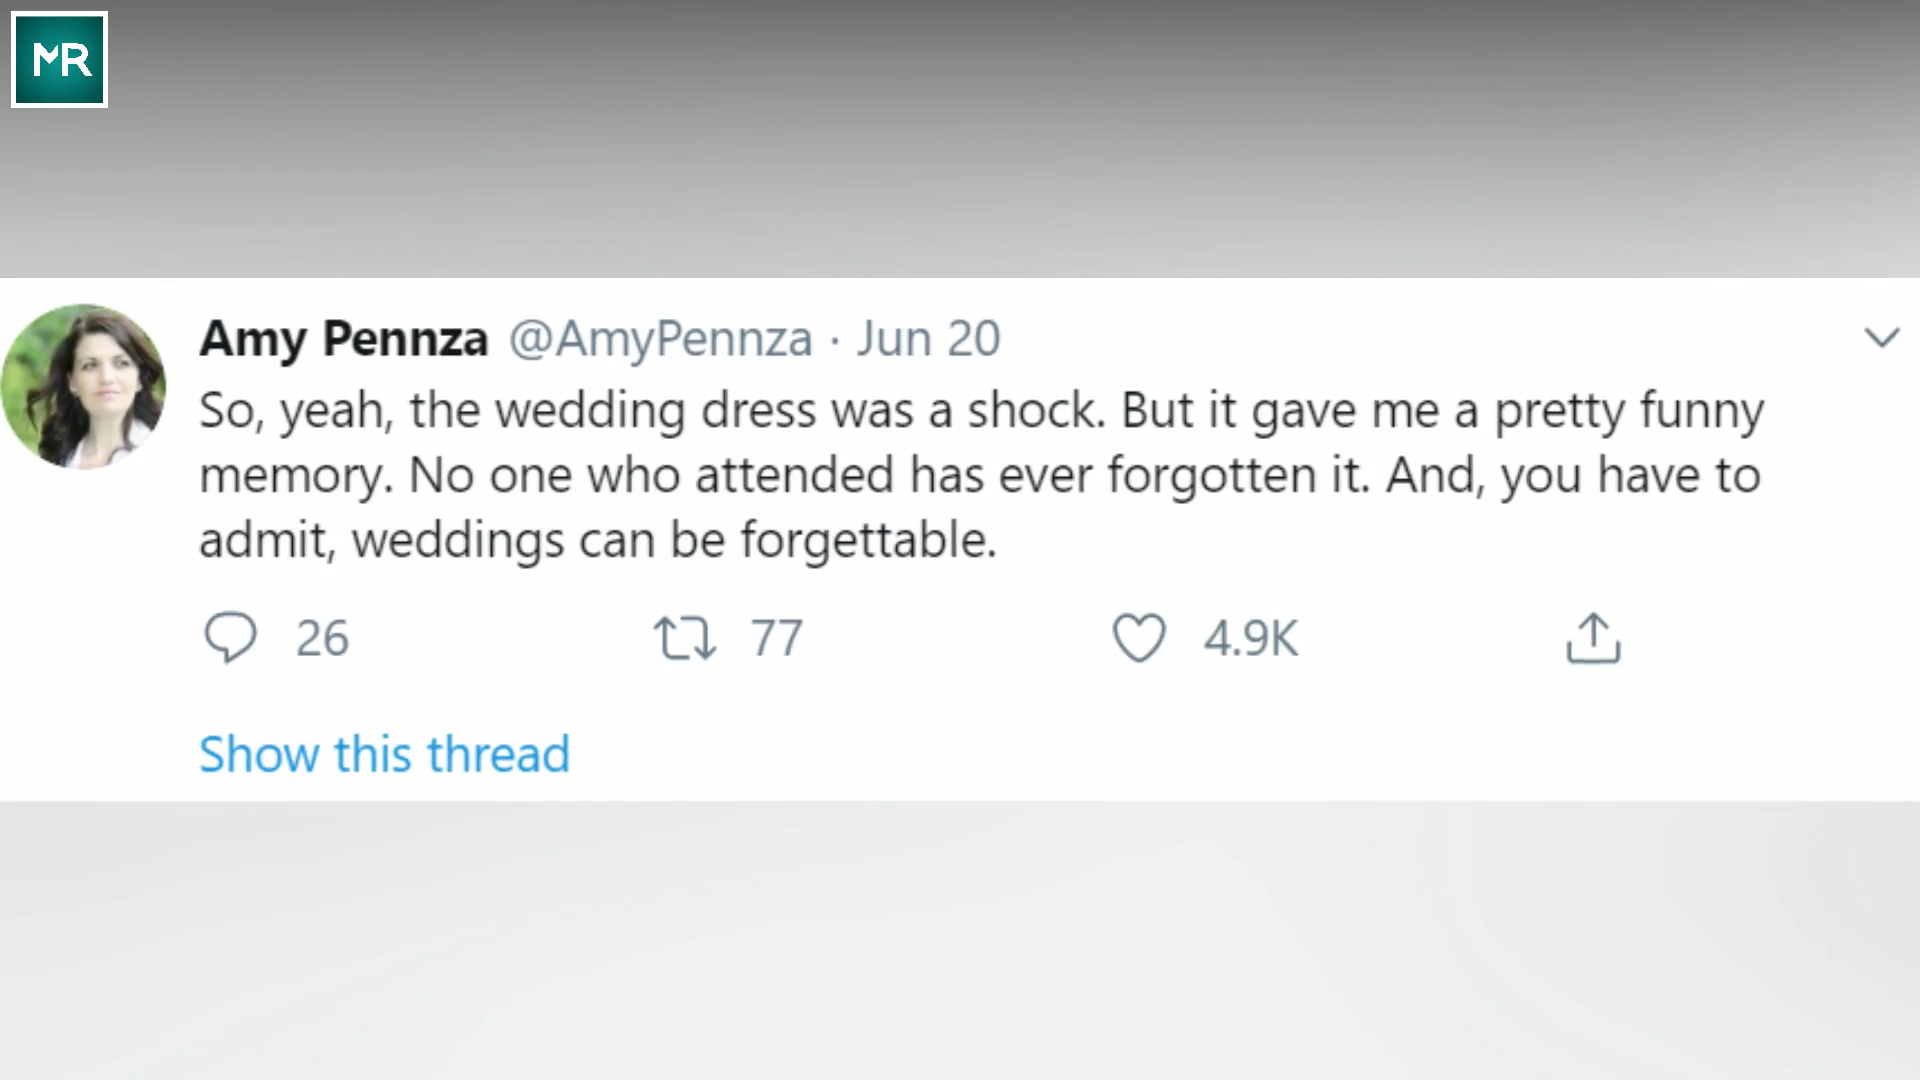 MR
Amy Pennza @AmyPennza · Jun 20
So, yeah, the wedding dress was a shock. But it gave me a pretty funny
memory. No one who attended has ever forgotten it. And, you have to
admit, weddings can be forgettable.
26 77 4.9K
Show this thread